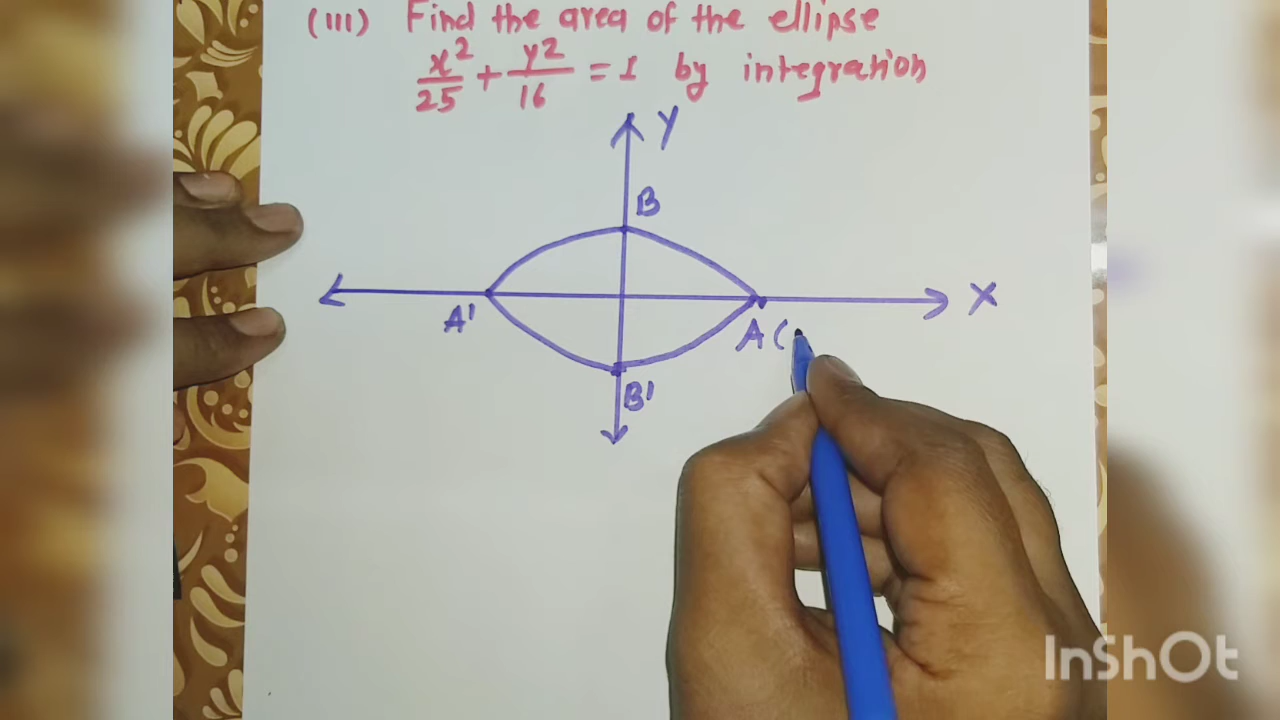 (III) Find the area of the ellipse
x²/25 + y2/16 = 1 by integration
Y
B
X
A'
A (
B'
InShOt